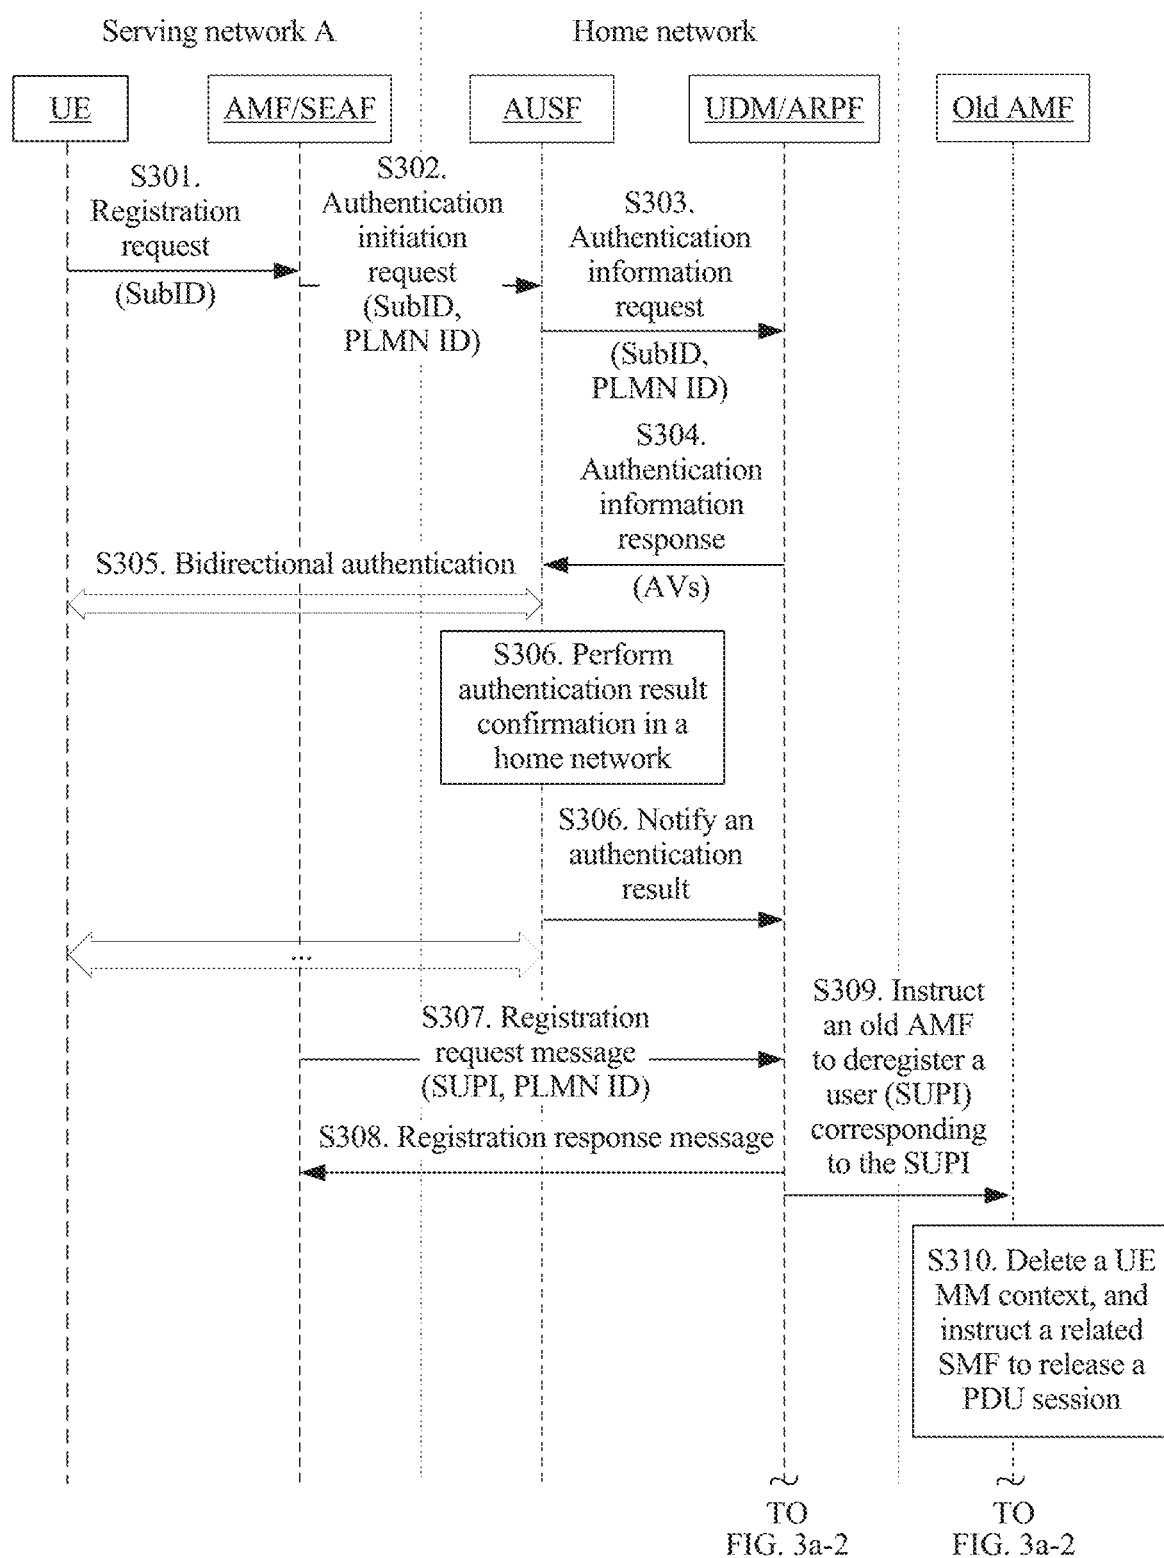 Serving network A
Home network
UE
AMF/SEAF
AUSF
UDM/ARPF
Old AMF
S301.
Registration
request
(SubID)
S302.
Authentication
initiation
request
(SubID,
PLMN ID)
S303.
Authentication
information
request
(SubID,
PLMN ID)
S304.
Authentication
information
response
(AVs)
S305. Bidirectional authentication
S306. Perform
authentication result
confirmation in a
home network
S306. Notify an
authentication
result
...
S307. Registration
request message
(SUPI, PLMN ID)
S308. Registration response message
S309. Instruct
an old AMF
to deregister a
user (SUPI)
corresponding
to the SUPI
S310. Delete a UE
MM context, and
instruct a related
SMF to release a
PDU session
TO
FIG. 3a-2
TO
FIG. 3a-2